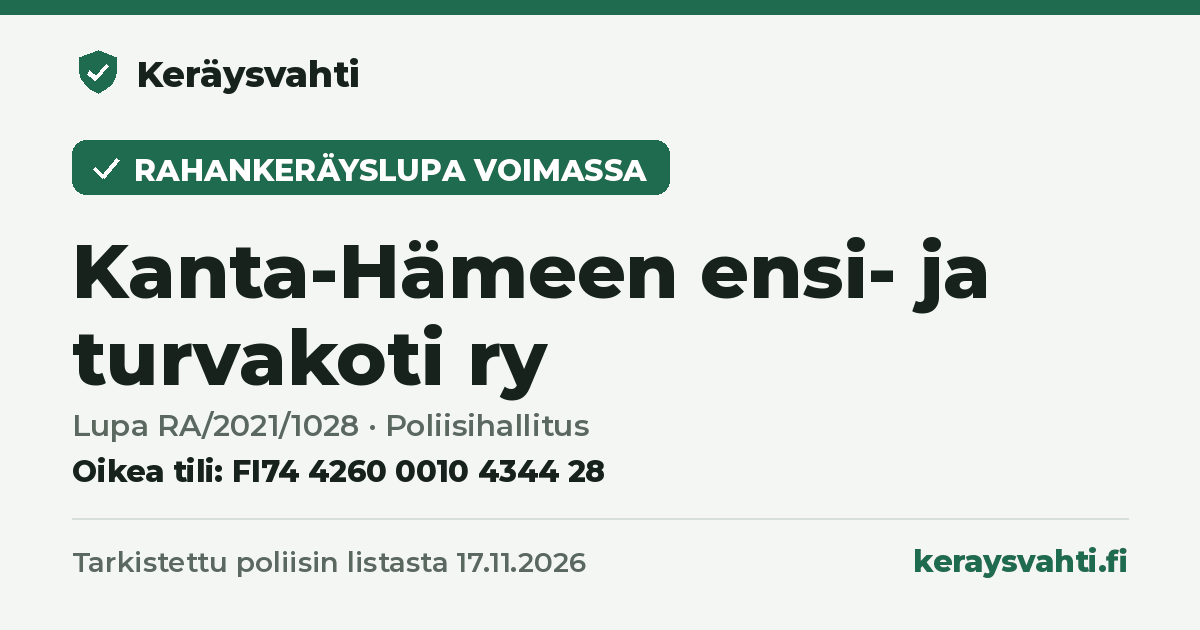 Keräysvahti
RAHANKERÄYSLUPA VOIMASSA
Kanta-Hämeen ensi- ja
turvakoti ry
Lupa RA/2021/1028 · Poliisihallitus
Oikea tili: FI74 4260 0010 4344 28
Tarkistettu poliisin listasta 17.11.2026
keraysvahti.fi